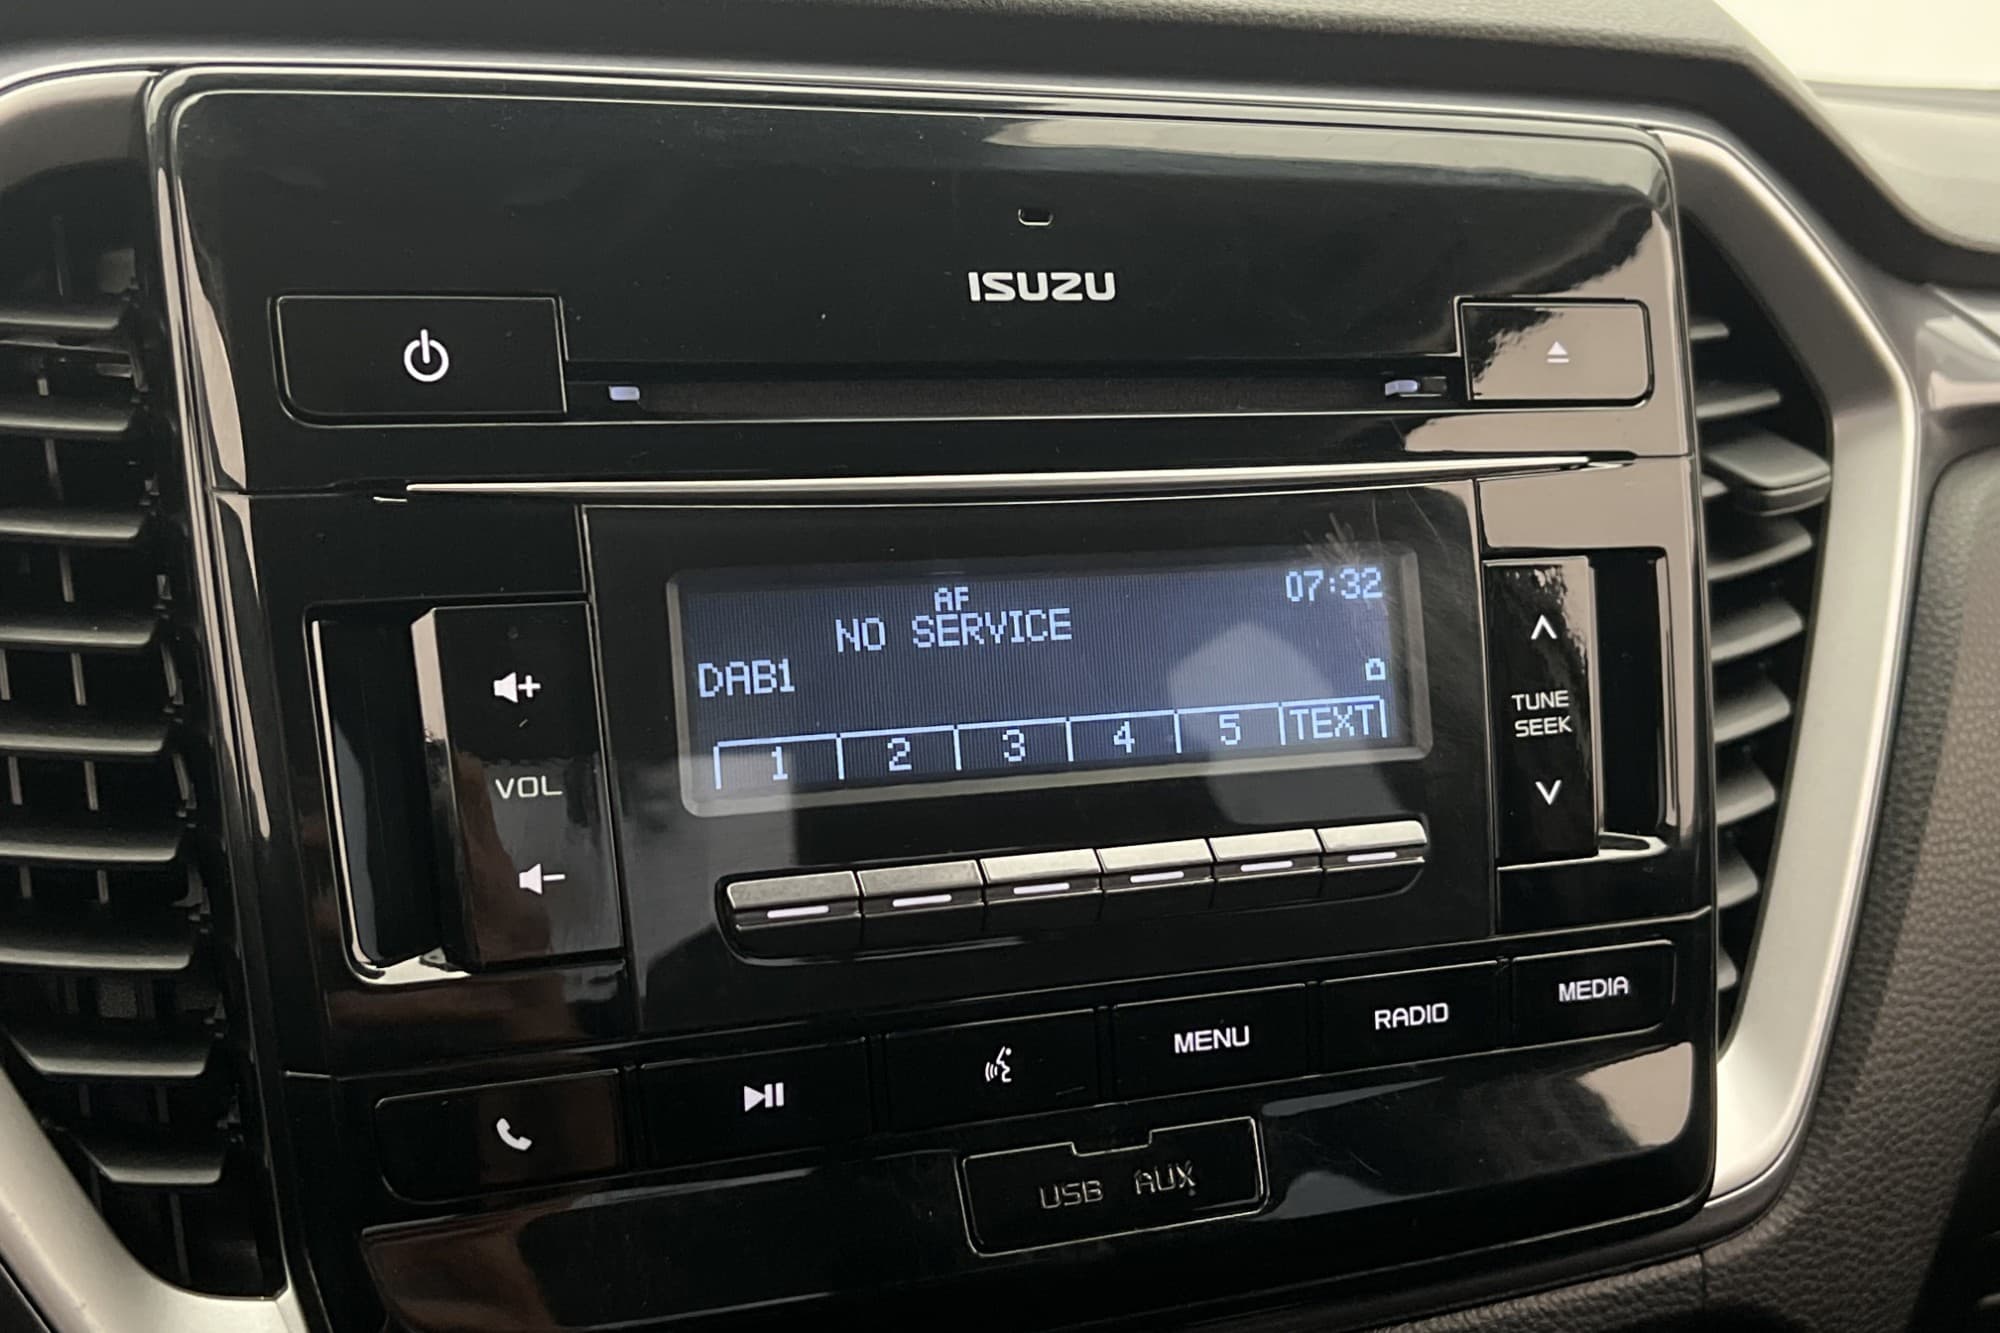 ISUZU
AF
07:32
NO SERVICE
DAB1
1 2 3 4 5 TEXT
VOL
TUNE
SEEK
MENU
RADIO
MEDIA
USB AUX